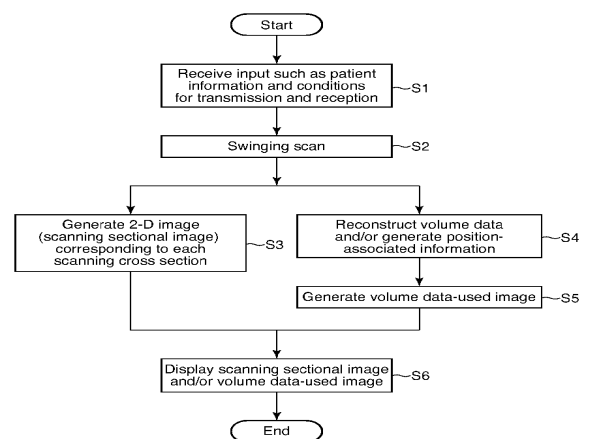 Start
Receive input such as patient
information and conditions
for transmission and reception
S1
Swinging scan
S2
Generate 2-D image
(scanning sectional image)
corresponding to each
scanning cross section
S3
Reconstruct volume data
and/or generate position-
associated information
S4
Generate volume data-used image
S5
Display scanning sectional image
and/or volume data-used image
S6
End